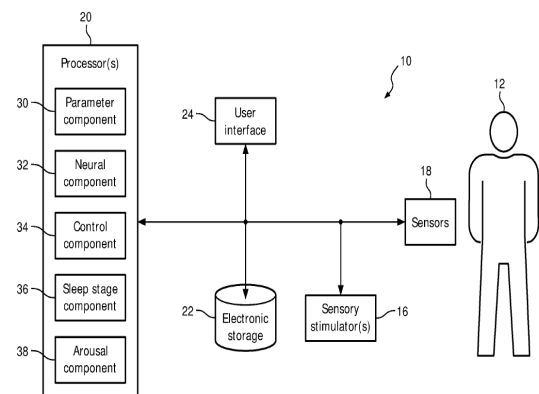 20
Processor(s)
30
Parameter
component
32
Neural
component
34
Control
component
36
Sleep stage
component
38
Arousal
component
10
12
24
User
interface
18
Sensors
22
Electronic
storage
Sensory
stimulator(s)
16